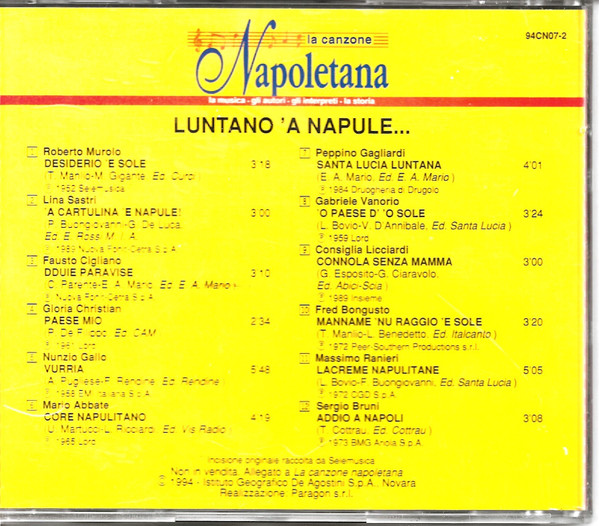 la canzone
94CN07-2
Napoletana
la musica - gli autori - gli interpreti - la storia
LUNTANO 'A NAPULE...
1 Roberto Murolo
DESIDERIO 'E SOLE 3:18
(T. Manlio-M. Gigante, Ed. Curci)
℗ 1952 Selemusica
2 Lina Sastri
'A CARTULINA 'E NAPULE! 3:00
(P. Buongiovanni-G. De Luca,
Ed. E. Rossi-M.I.A.)
℗ 1989 Nuova Fonit-Cetra S.p.A.
3 Fausto Cigliano
DDUIE PARAVISE 3:10
(C. Parente-E. A. Mario, Ed. E. A. Mario)
℗ Nuova Fonit-Cetra S.p.A.
4 Gloria Christian
PAESE MIO 2:34
(P. De Filippo, Ed. CAM)
℗ 1961 Lord
5 Nunzio Gallo
VURRIA 5:48
(A. Pugliese-F. Rendine, Ed. Rendine)
℗ 1958 EMI Italiana S.p.A.
6 Mario Abbate
CORE NAPULITANO 4:19
(U. Martucci-L. Ricciardi, Ed. Vis Radio)
℗ 1965 Lord
7 Peppino Gagliardi
SANTA LUCIA LUNTANA 4:01
(E. A. Mario, Ed. E. A. Mario)
℗ 1984 Druogheria di Drugolo
8 Gabriele Vanorio
'O PAESE D' 'O SOLE 3:24
(L. Bovio-V. D'Annibale, Ed. Santa Lucia)
℗ 1959 Lord
9 Consiglia Licciardi
CONNOLA SENZA MAMMA 3:00
(G. Esposito-G. Ciaravolo,
Ed. Abici-Scia)
℗ 1989 Insieme
10 Fred Bongusto
MANNAME 'NU RAGGIO 'E SOLE 3:20
(T. Manlio-L. Benedetto, Ed. Italcanto)
℗ 1972 Peer-Southern Productions s.r.l.
11 Massimo Ranieri
LACREME NAPULITANE 5:05
(L. Bovio-F. Buongiovanni, Ed. Santa Lucia)
℗ 1972 CGD S.p.A.
12 Sergio Bruni
ADDIO A NAPOLI 3:08
(T. Cottrau, Ed. Cottrau)
℗ 1973 BMG Ariola S.p.A.
Incisione originale raccolta da Selemusica
Non in vendita. Allegato a La canzone napoletana
© 1994 - Istituto Geografico De Agostini S.p.A., Novara
Realizzazione: Paragon s.r.l.